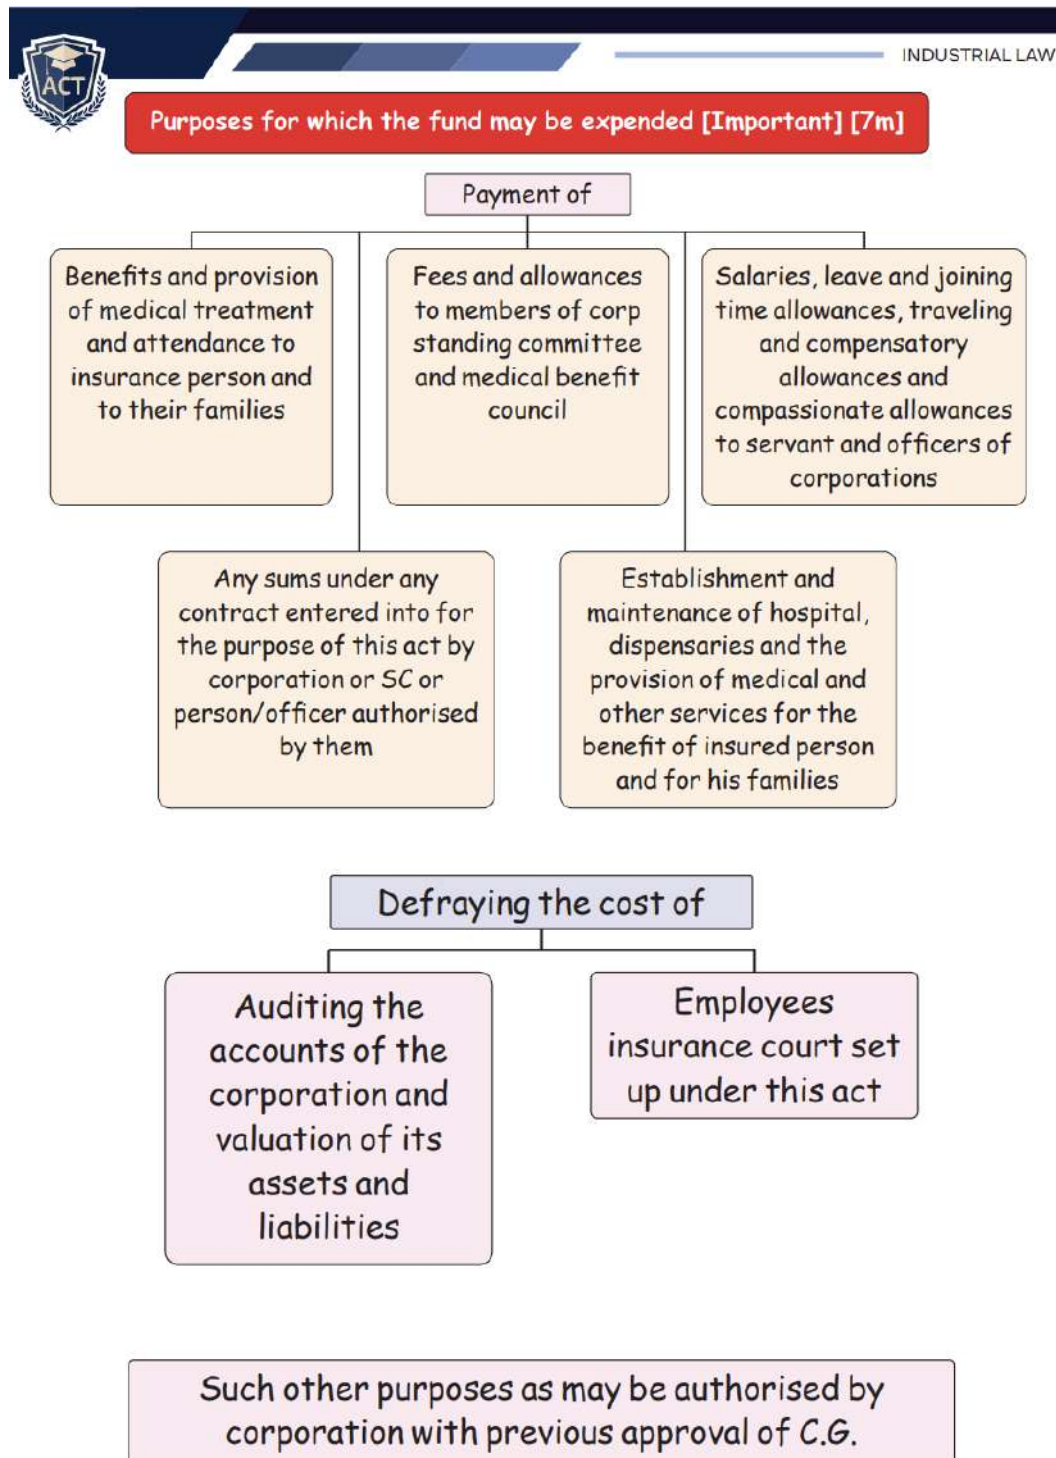 ACT
INDUSTRIAL LAW
Purposes for which the fund may be expended [Important] [7m]
Payment of
Benefits and provision
of medical treatment
and attendance to
insurance person and
to their families
Fees and allowances
to members of corp
standing committee
and medical benefit
council
Salaries, leave and joining
time allowances, traveling
and compensatory
allowances and
compassionate allowances
to servant and officers of
corporations
Any sums under any
contract entered into for
the purpose of this act by
corporation or SC or
person/officer authorised
by them
Establishment and
maintenance of hospital,
dispensaries and the
provision of medical and
other services for the
benefit of insured person
and for his families
Defraying the cost of
Auditing the
accounts of the
corporation and
valuation of its
assets and
liabilities
Employees
insurance court set
up under this act
Such other purposes as may be authorised by
corporation with previous approval of C.G.